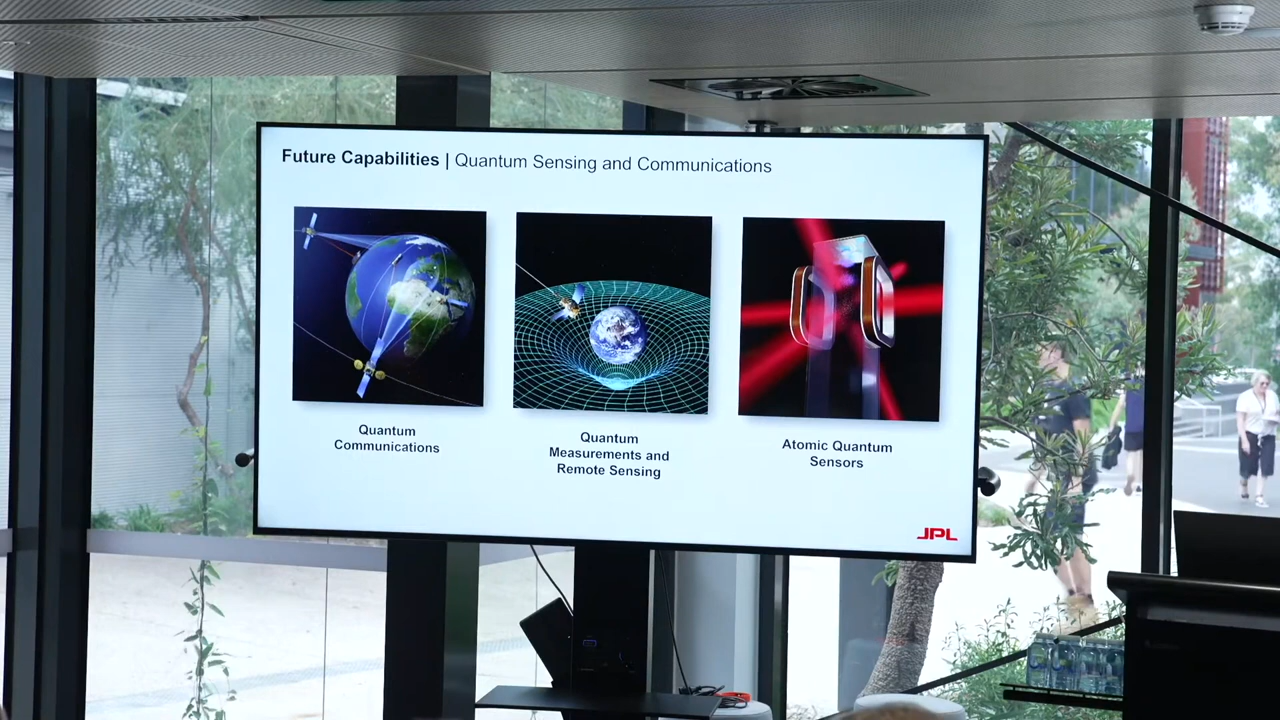 Future Capabilities | Quantum Sensing and Communications
Quantum
Communications
Quantum
Measurements and
Remote Sensing
Atomic Quantum
Sensors
JPL